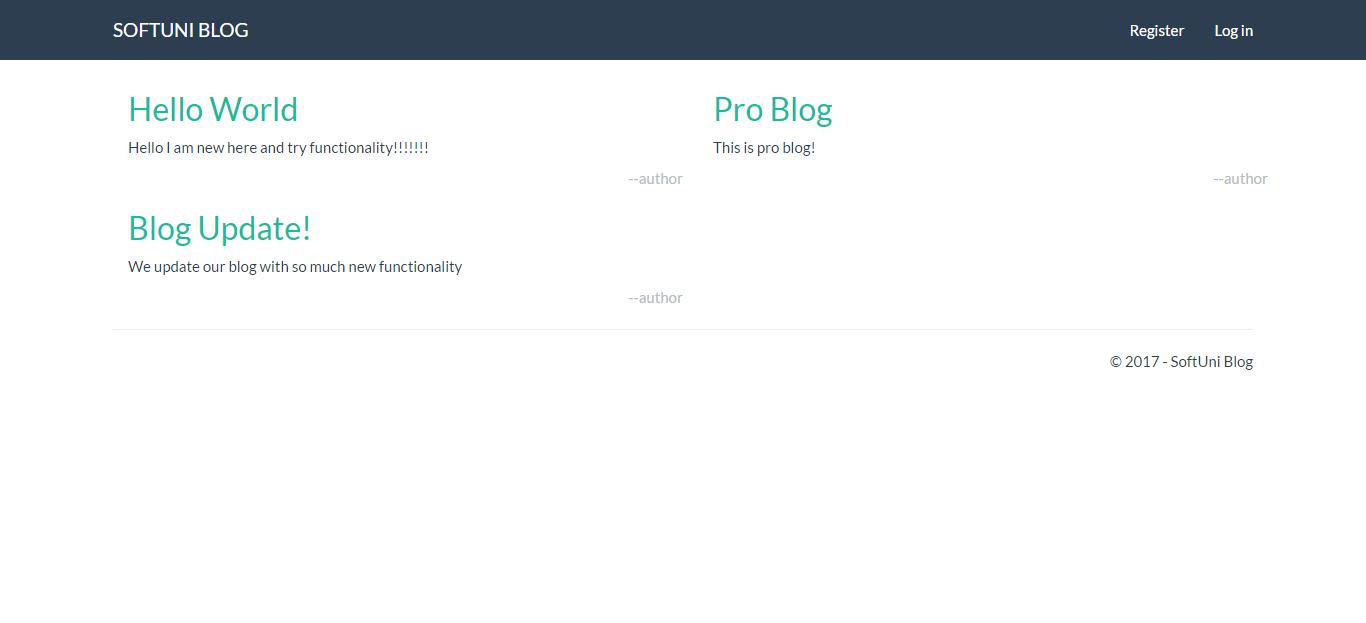 SOFTUNI BLOG
Register
Log in
Hello World
Hello I am new here and try functionality!!!!!!!
--author
Pro Blog
This is pro blog!
--author
Blog Update!
We update our blog with so much new functionality
--author
© 2017 - SoftUni Blog